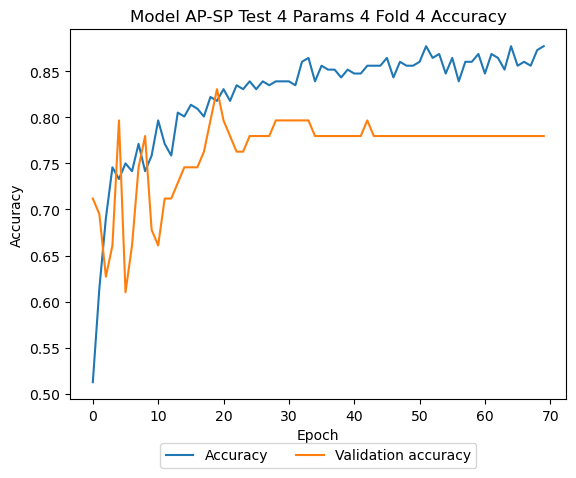 Model AP-SP Test 4 Params 4 Fold 4 Accuracy
Accuracy
0.85
0.80
0.75
0.70
0.65
0.60
0.55
0.50
0 10 20 30 40 50 60 70
Epoch
Accuracy Validation accuracy